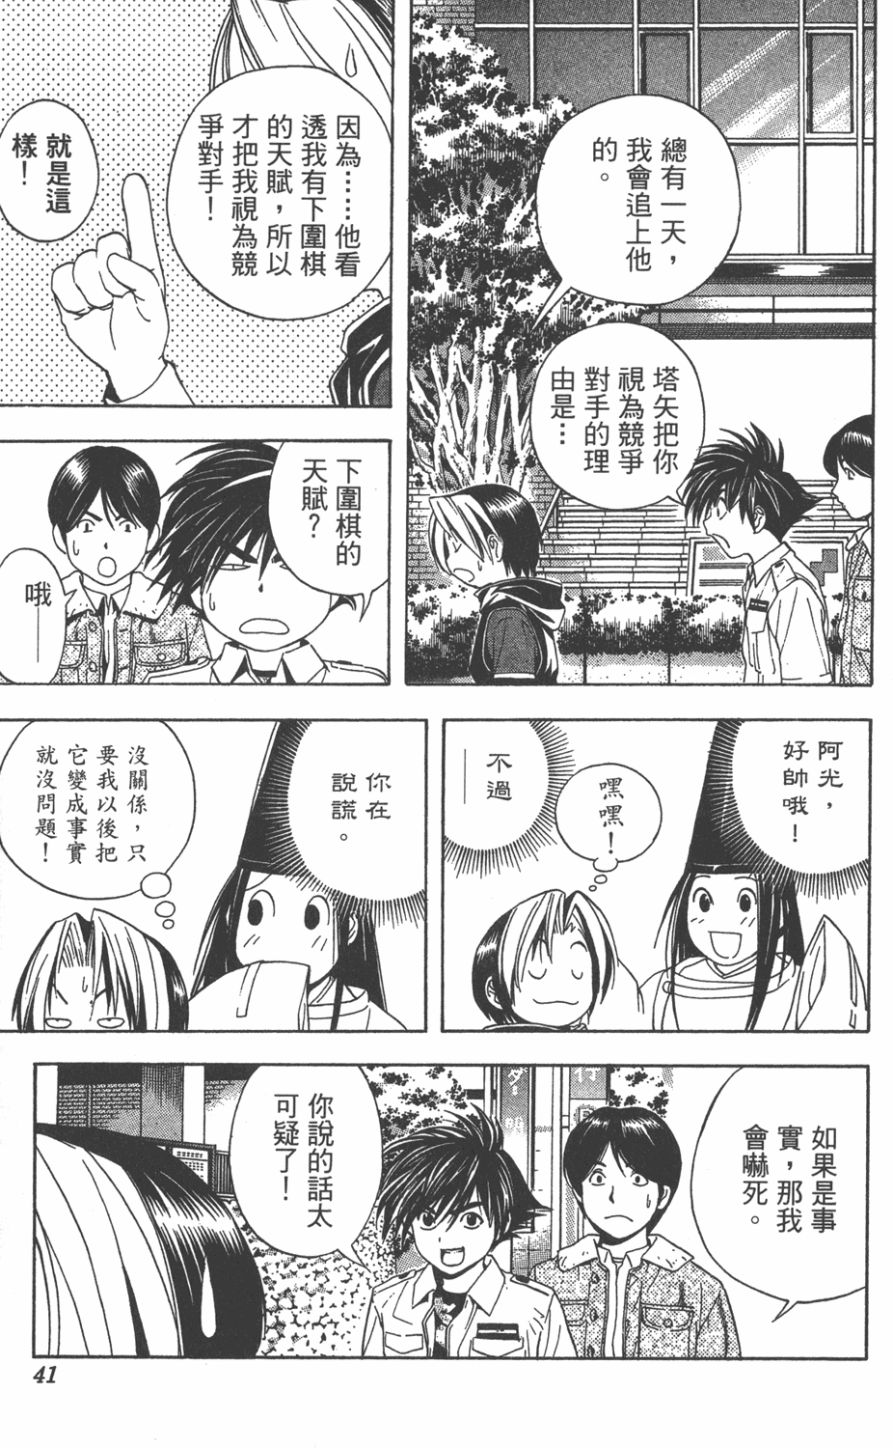 總有一天，
我會追上他
的。
塔矢把你
視為競爭
對手的理
由是…
因為……他看
透我有下圍棋
的天賦，所以
才把我視為競
爭對手！
就是這
樣！
下圍棋的
天賦？
哦——
阿光，
好帥哦！
嘿嘿！
不過——
你在
說謊。
沒關係，只
要我以後把
它變成事實
就沒問題！
如果是事
實，那我
會嚇死。
你說的話太
可疑了！
41